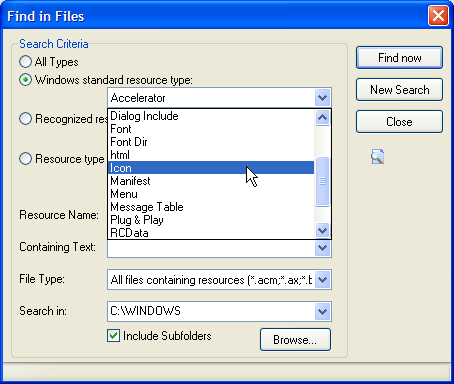 Find in Files
Search Criteria
All Types
Find now
Windows standard resource type:
Accelerator
New Search
Dialog Include
Recognized res
Font
Close
Font Dir
html
Resource type
Icon
Manifest
Menu
Message Table
Resource Name:
Plug & Play
RCData
Containing Text:
File Type:
All files containing resources (*.acm;*.ax;*.b
Search in:
C:\WINDOWS
Include Subfolders
Browse...